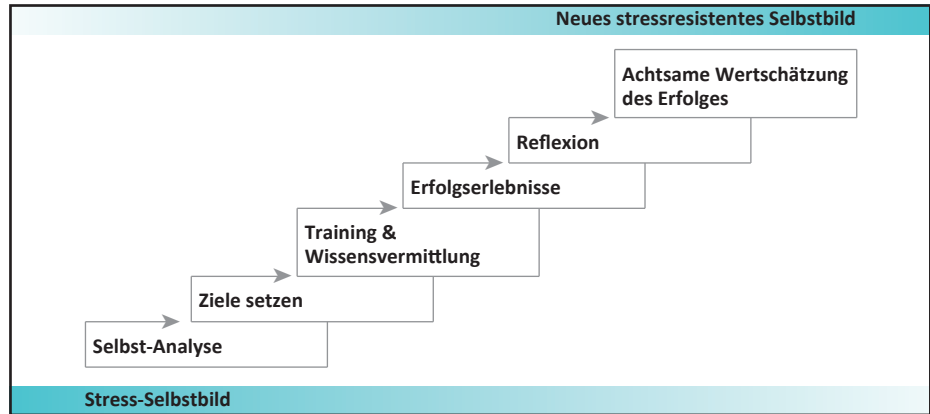 Neues stressresistentes Selbstbild
Achtsame Wertschätzung
des Erfolges
Reflexion
Erfolgserlebnisse
Training &
Wissensvermittlung
Ziele setzen
Selbst-Analyse
Stress-Selbstbild